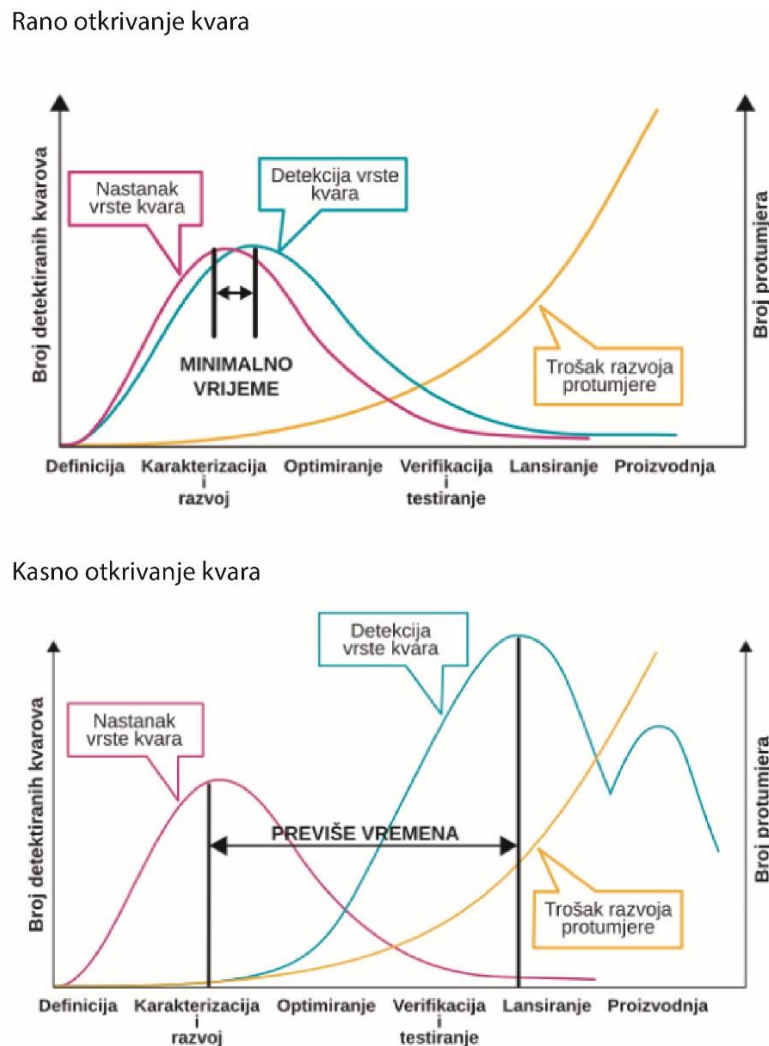 Rano otkrivanje kvara
Broj detektiranih kvarova
Nastanak
vrste kvara
Detekcija vrste
kvara
MINIMALNO
VRIJEME
Trošak razvoja
protumjere
Broj protumjera
Definicija Karakterizacija Optimiranje Verifikacija Lansiranje Proizvodnja
i i
razvoj testiranje
Kasno otkrivanje kvara
Broj detektiranih kvarova
Nastanak
vrste kvara
Detekcija
vrste kvara
PREVIŠE VREMENA
Trošak razvoja
protumjere
Broj protumjera
Definicija Karakterizacija Optimiranje Verifikacija Lansiranje Proizvodnja
i i
razvoj testiranje